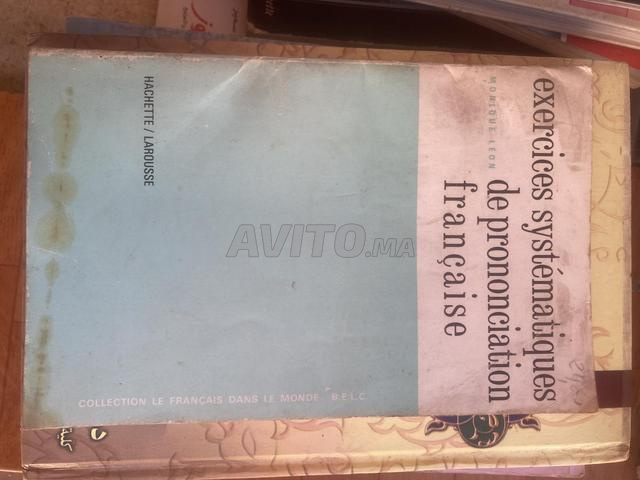 exercices systématiques
MONIQUE LÉON
de prononciation
française
HACHETTE / LAROUSSE
COLLECTION LE FRANÇAIS DANS LE MONDE B.E.L.C.
AVITO.MA